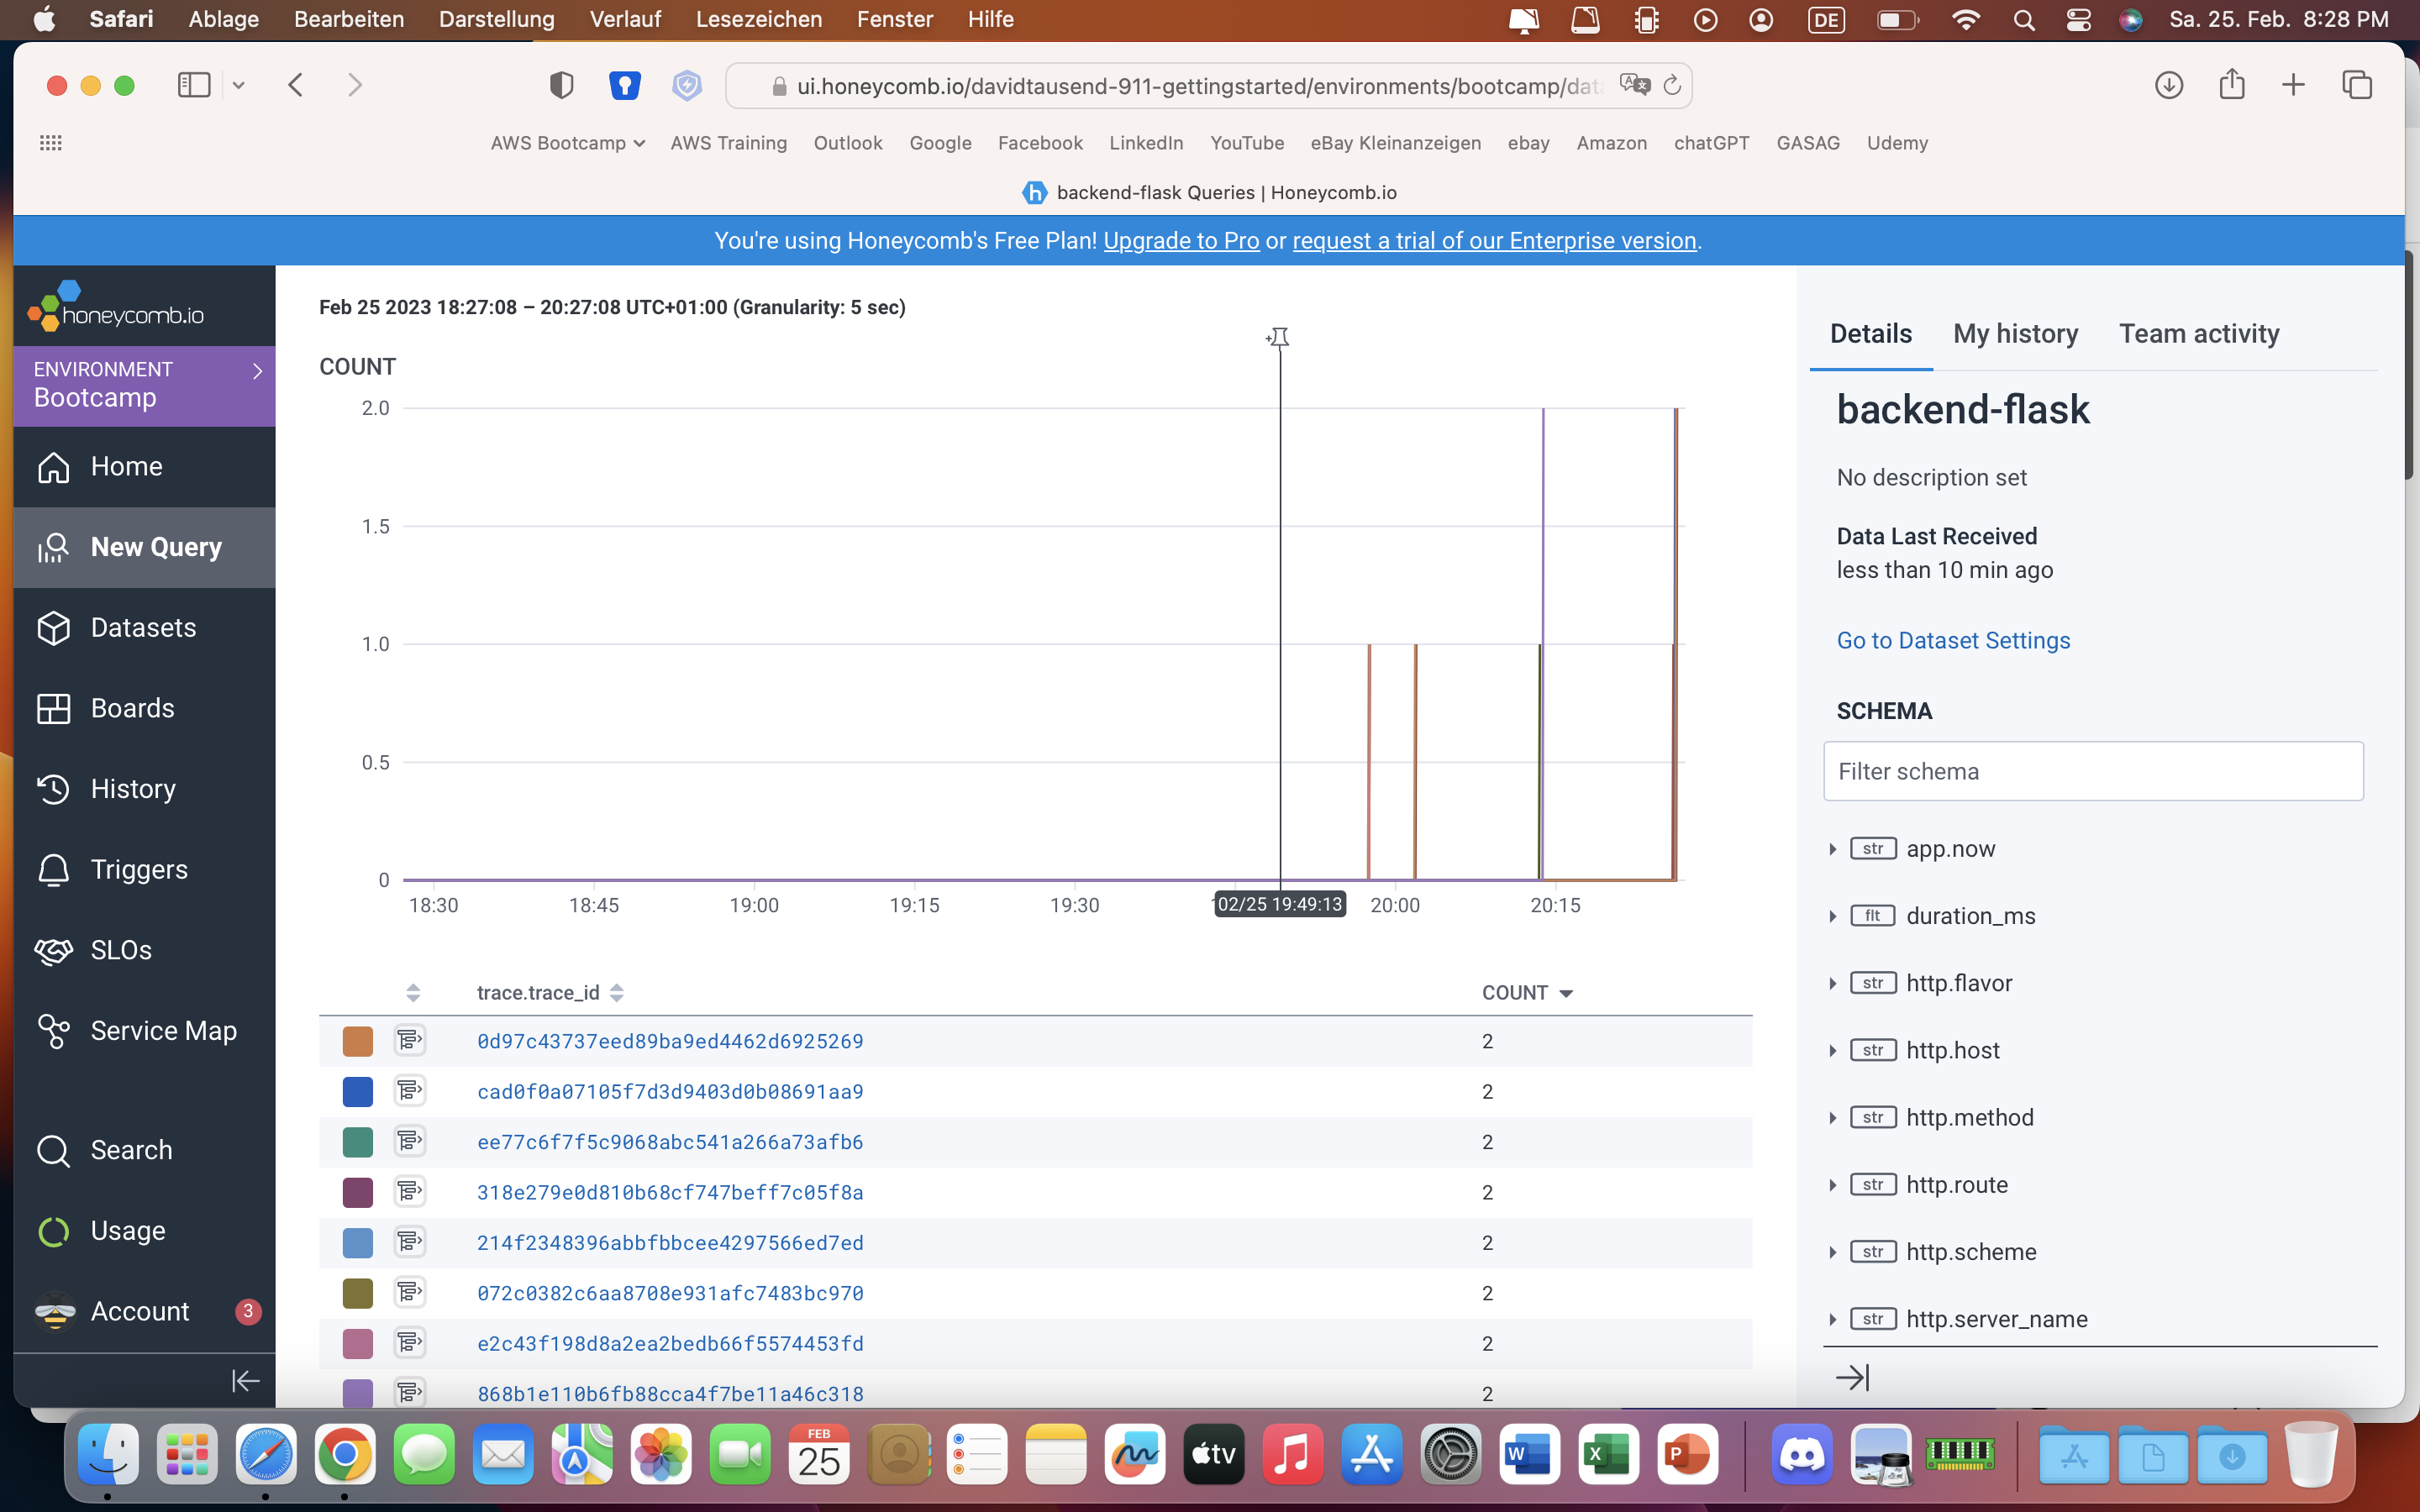 Safari Ablage Bearbeiten Darstellung Verlauf Lesezeichen Fenster Hilfe DE Sa. 25. Feb. 8:28 PM
ui.honeycomb.io/davidtausend-911-gettingstarted/environments/bootcamp/dat
AWS Bootcamp AWS Training Outlook Google Facebook LinkedIn YouTube eBay Kleinanzeigen ebay Amazon chatGPT GASAG Udemy
backend-flask Queries | Honeycomb.io
You're using Honeycomb's Free Plan! Upgrade to Pro or request a trial of our Enterprise version.
honeycomb.io
ENVIRONMENT
Bootcamp
Home
New Query
Datasets
Boards
History
Triggers
SLOs
Service Map
Search
Usage
Account 3
Feb 25 2023 18:27:08 – 20:27:08 UTC+01:00 (Granularity: 5 sec)
COUNT
2.0
1.5
1.0
0.5
0
18:30 18:45 19:00 19:15 19:30 02/25 19:49:13 20:00 20:15
trace.trace_id COUNT
0d97c43737eed89ba9ed4462d6925269 2
cad0f0a07105f7d3d9403d0b08691aa9 2
ee77c6f7f5c9068abc541a266a73afb6 2
318e279e0d810b68cf747beff7c05f8a 2
214f2348396abbfbbcee4297566ed7ed 2
072c0382c6aa8708e931afc7483bc970 2
e2c43f198d8a2ea2bedb66f5574453fd 2
868b1e110b6fb88cca4f7be11a46c318 2
Details My history Team activity
backend-flask
No description set
Data Last Received
less than 10 min ago
Go to Dataset Settings
SCHEMA
Filter schema
str app.now
flt duration_ms
str http.flavor
str http.host
str http.method
str http.route
str http.scheme
str http.server_name
FEB
25
tv
W
X
P